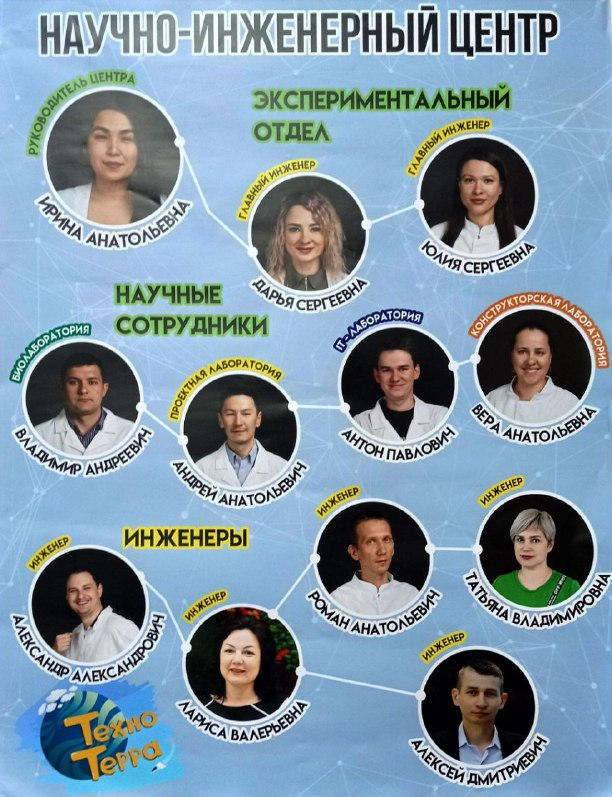 НАУЧНО-ИНЖЕНЕРНЫЙ ЦЕНТР
РУКОВОДИТЕЛЬ ЦЕНТРА
ИРИНА АНАТОЛЬЕВНА
ЭКСПЕРИМЕНТАЛЬНЫЙ
ОТДЕЛ
ГЛАВНЫЙ ИНЖЕНЕР
ДАРЬЯ СЕРГЕЕВНА
ГЛАВНЫЙ ИНЖЕНЕР
ЮЛИЯ СЕРГЕЕВНА
НАУЧНЫЕ
СОТРУДНИКИ
БИОЛАБОРАТОРИЯ
ВЛАДИМИР АНДРЕЕВИЧ
ПРОЕКТНАЯ ЛАБОРАТОРИЯ
АНДРЕЙ АНАТОЛЬЕВИЧ
IT-ЛАБОРАТОРИЯ
АНТОН ПАВЛОВИЧ
КОНСТРУКТОРСКАЯ ЛАБОРАТОРИЯ
ВЕРА АНАТОЛЬЕВНА
ИНЖЕНЕРЫ
ИНЖЕНЕР
АЛЕКСАНДР АЛЕКСАНДРОВИЧ
ИНЖЕНЕР
ЛАРИСА ВАЛЕРЬЕВНА
ИНЖЕНЕР
РОМАН АНАТОЛЬЕВИЧ
ИНЖЕНЕР
ТАТЬЯНА ВЛАДИМИРОВНА
ИНЖЕНЕР
АЛЕКСЕЙ ДМИТРИЕВИЧ
Техно
Терра